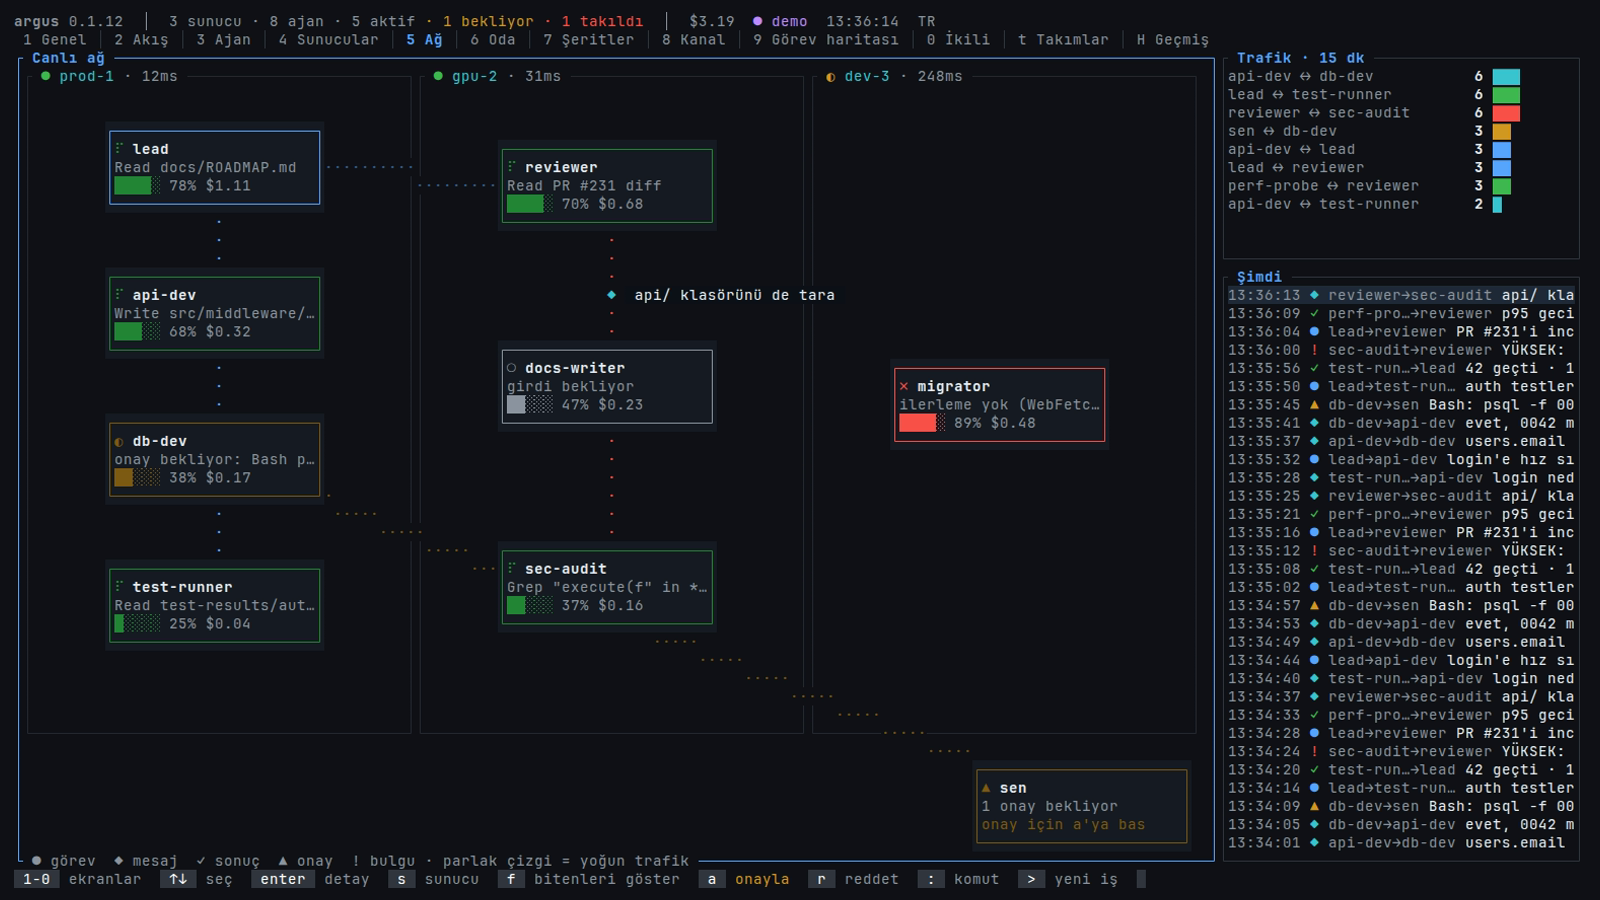 argus 0.1.12 │ 3 sunucu · 8 ajan · 5 aktif · 1 bekliyor · 1 takıldı │ $3.19 ● demo 13:36:14 TR
1 Genel │ 2 Akış │ 3 Ajan │ 4 Sunucular │ 5 Ağ │ 6 Oda │ 7 Şeritler │ 8 Kanal │ 9 Görev haritası │ 0 İkili │ t Takımlar │ H Geçmiş
Canlı ağ
● prod-1 · 12ms
lead
Read docs/ROADMAP.md
78% $1.11
api-dev
Write src/middleware/…
68% $0.32
◐ db-dev
onay bekliyor: Bash p…
38% $0.17
test-runner
Read test-results/aut…
25% $0.04
● gpu-2 · 31ms
reviewer
Read PR #231 diff
70% $0.68
◆ api/ klasörünü de tara
○ docs-writer
girdi bekliyor
47% $0.23
sec-audit
Grep "execute(f" in *…
37% $0.16
◐ dev-3 · 248ms
✕ migrator
ilerleme yok (WebFetc…
89% $0.48
▲ sen
1 onay bekliyor
onay için a'ya bas
Trafik · 15 dk
api-dev ↔ db-dev 6
lead ↔ test-runner 6
reviewer ↔ sec-audit 6
sen ↔ db-dev 3
api-dev ↔ lead 3
lead ↔ reviewer 3
perf-probe ↔ reviewer 3
api-dev ↔ test-runner 2
Şimdi
13:36:13 ◆ reviewer→sec-audit api/ kla
13:36:09 ✓ perf-pro…→reviewer p95 geci
13:36:04 ● lead→reviewer PR #231'i inc
13:36:00 ! sec-audit→reviewer YÜKSEK:
13:35:56 ✓ test-run…→lead 42 geçti · 1
13:35:50 ● lead→test-run… auth testler
13:35:45 ▲ db-dev→sen Bash: psql -f 00
13:35:41 ◆ db-dev→api-dev evet, 0042 m
13:35:37 ◆ api-dev→db-dev users.email
13:35:32 ● lead→api-dev login'e hız sı
13:35:28 ◆ test-run…→api-dev login ned
13:35:25 ◆ reviewer→sec-audit api/ kla
13:35:21 ✓ perf-pro…→reviewer p95 geci
13:35:16 ● lead→reviewer PR #231'i inc
13:35:12 ! sec-audit→reviewer YÜKSEK:
13:35:08 ✓ test-run…→lead 42 geçti · 1
13:35:02 ● lead→test-run… auth testler
13:34:57 ▲ db-dev→sen Bash: psql -f 00
13:34:53 ◆ db-dev→api-dev evet, 0042 m
13:34:49 ◆ api-dev→db-dev users.email
13:34:44 ● lead→api-dev login'e hız sı
13:34:40 ◆ test-run…→api-dev login ned
13:34:37 ◆ reviewer→sec-audit api/ kla
13:34:33 ✓ perf-pro…→reviewer p95 geci
13:34:28 ● lead→reviewer PR #231'i inc
13:34:24 ! sec-audit→reviewer YÜKSEK:
13:34:20 ✓ test-run…→lead 42 geçti · 1
13:34:14 ● lead→test-run… auth testler
13:34:09 ▲ db-dev→sen Bash: psql -f 00
13:34:05 ◆ db-dev→api-dev evet, 0042 m
13:34:01 ◆ api-dev→db-dev users.email
● görev ◆ mesaj ✓ sonuç ▲ onay ! bulgu · parlak çizgi = yoğun trafik
1-0 ekranlar ↑↓ seç enter detay s sunucu f bitenleri göster a onayla r reddet : komut > yeni iş